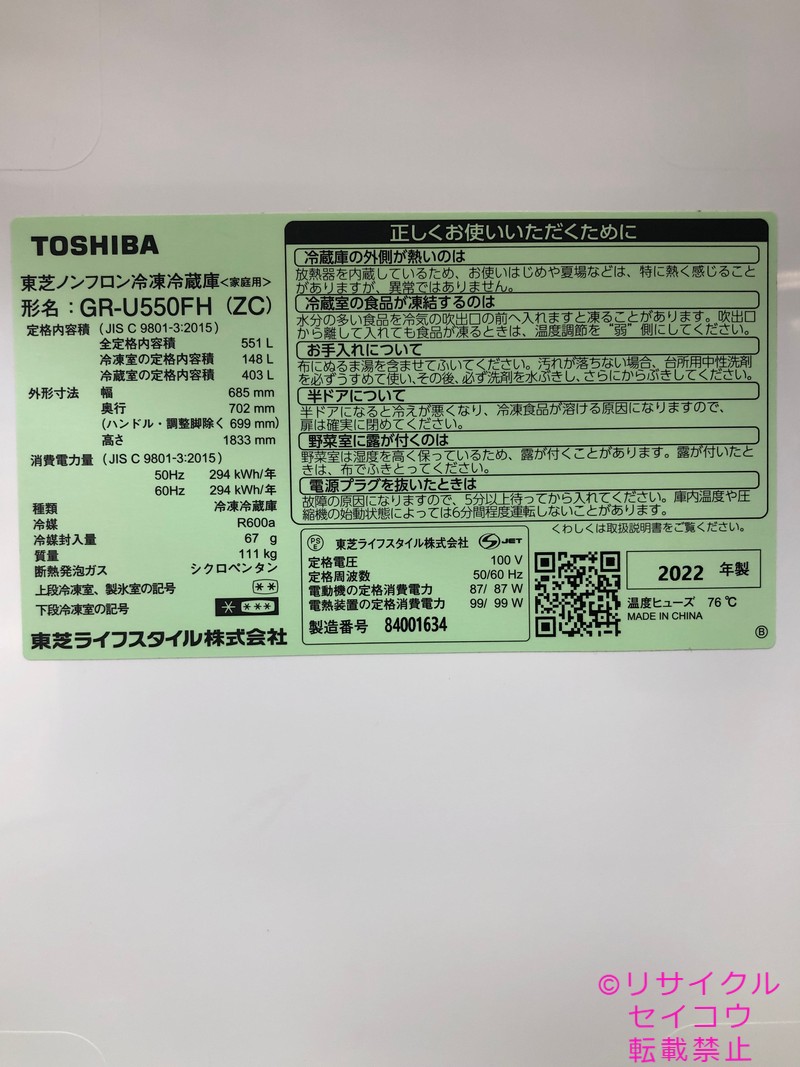 TOSHIBA
東芝ノンフロン冷凍冷蔵庫<家庭用>
形名：GR-U550FH (ZC)
定格内容積 (JIS C 9801-3:2015)
全定格内容積 551 L
冷凍室の定格内容積 148 L
冷蔵室の定格内容積 403 L
外形寸法 幅 685 mm
奥行 702 mm
(ハンドル・調整脚除く 699 mm)
高さ 1833 mm
消費電力量 (JIS C 9801-3:2015)
50Hz 294 kWh/年
60Hz 294 kWh/年
種類 冷凍冷蔵庫
冷媒 R600a
冷媒封入量 67 g
質量 111 kg
断熱発泡ガス シクロペンタン
上段冷凍室、製氷室の記号 **
下段冷凍室の記号 * ***
東芝ライフスタイル株式会社
正しくお使いいただくために
冷蔵庫の外側が熱いのは
放熱器を内蔵しているため、お使いはじめや夏場などは、特に熱く感じること
がありますが、異常ではありません。
冷蔵室の食品が凍結するのは
水分の多い食品を冷気の吹出口の前へ入れますと凍ることがあります。吹出口
から離して入れても食品が凍るときは、温度調節を“弱”側にしてください。
お手入れについて
布にぬるま湯を含ませてふいてください。汚れが落ちない場合、台所用中性洗剤
を必ずうすめて使い、その後、必ず洗剤を水ぶきし、さらにからぶきしてください。
半ドアについて
半ドアになると冷えが悪くなり、冷凍食品が溶ける原因になりますので、
扉は確実に閉めてください。
野菜室に露が付くのは
野菜室は湿度を高く保っているため、露が付くことがあります。露が付いたと
きは、布でふきとってください。
電源プラグを抜いたときは
故障の原因になりますので、5分以上待ってから入れてください。庫内温度や圧
縮機の始動状態によっては6分間程度運転しないことがあります。
くわしくは取扱説明書をご覧ください。
PSE 東芝ライフスタイル株式会社 JET
定格電圧 100 V
定格周波数 50/60 Hz
電動機の定格消費電力 87/ 87 W
電熱装置の定格消費電力 99/ 99 W
製造番号 84001634
2022 年製
温度ヒューズ 76℃
MADE IN CHINA
Ⓑ
©リサイクル
セイコウ
転載禁止